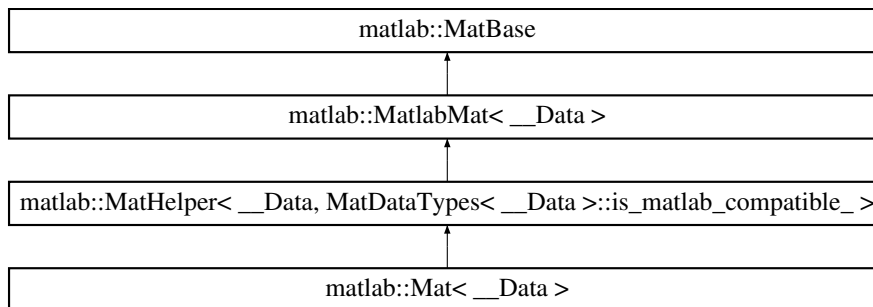 matlab::MatBase
matlab::MatlabMat< __Data >
matlab::MatHelper< __Data, MatDataTypes< __Data >::is_matlab_compatible_ >
matlab::Mat< __Data >